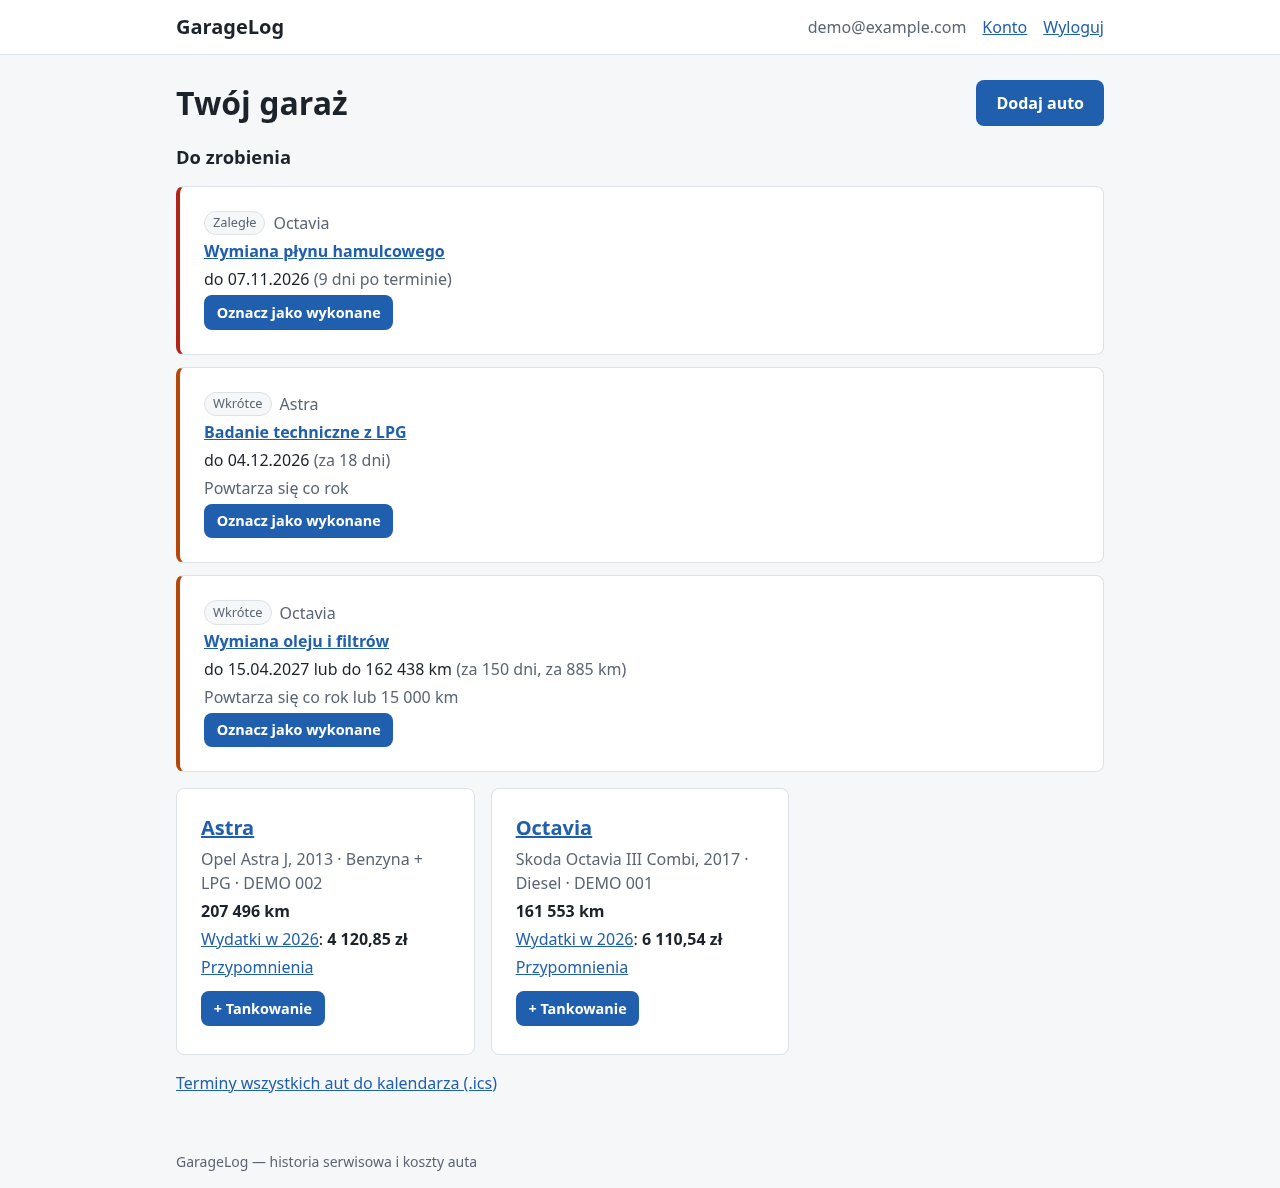 GarageLog
demo@example.com Konto Wyloguj
Twój garaż
Dodaj auto
Do zrobienia
Zaległe Octavia
Wymiana płynu hamulcowego
do 07.11.2026 (9 dni po terminie)
Oznacz jako wykonane
Wkrótce Astra
Badanie techniczne z LPG
do 04.12.2026 (za 18 dni)
Powtarza się co rok
Oznacz jako wykonane
Wkrótce Octavia
Wymiana oleju i filtrów
do 15.04.2027 lub do 162 438 km (za 150 dni, za 885 km)
Powtarza się co rok lub 15 000 km
Oznacz jako wykonane
Astra
Opel Astra J, 2013 · Benzyna +
LPG · DEMO 002
207 496 km
Wydatki w 2026: 4 120,85 zł
Przypomnienia
+ Tankowanie
Octavia
Skoda Octavia III Combi, 2017 ·
Diesel · DEMO 001
161 553 km
Wydatki w 2026: 6 110,54 zł
Przypomnienia
+ Tankowanie
Terminy wszystkich aut do kalendarza (.ics)
GarageLog — historia serwisowa i koszty auta